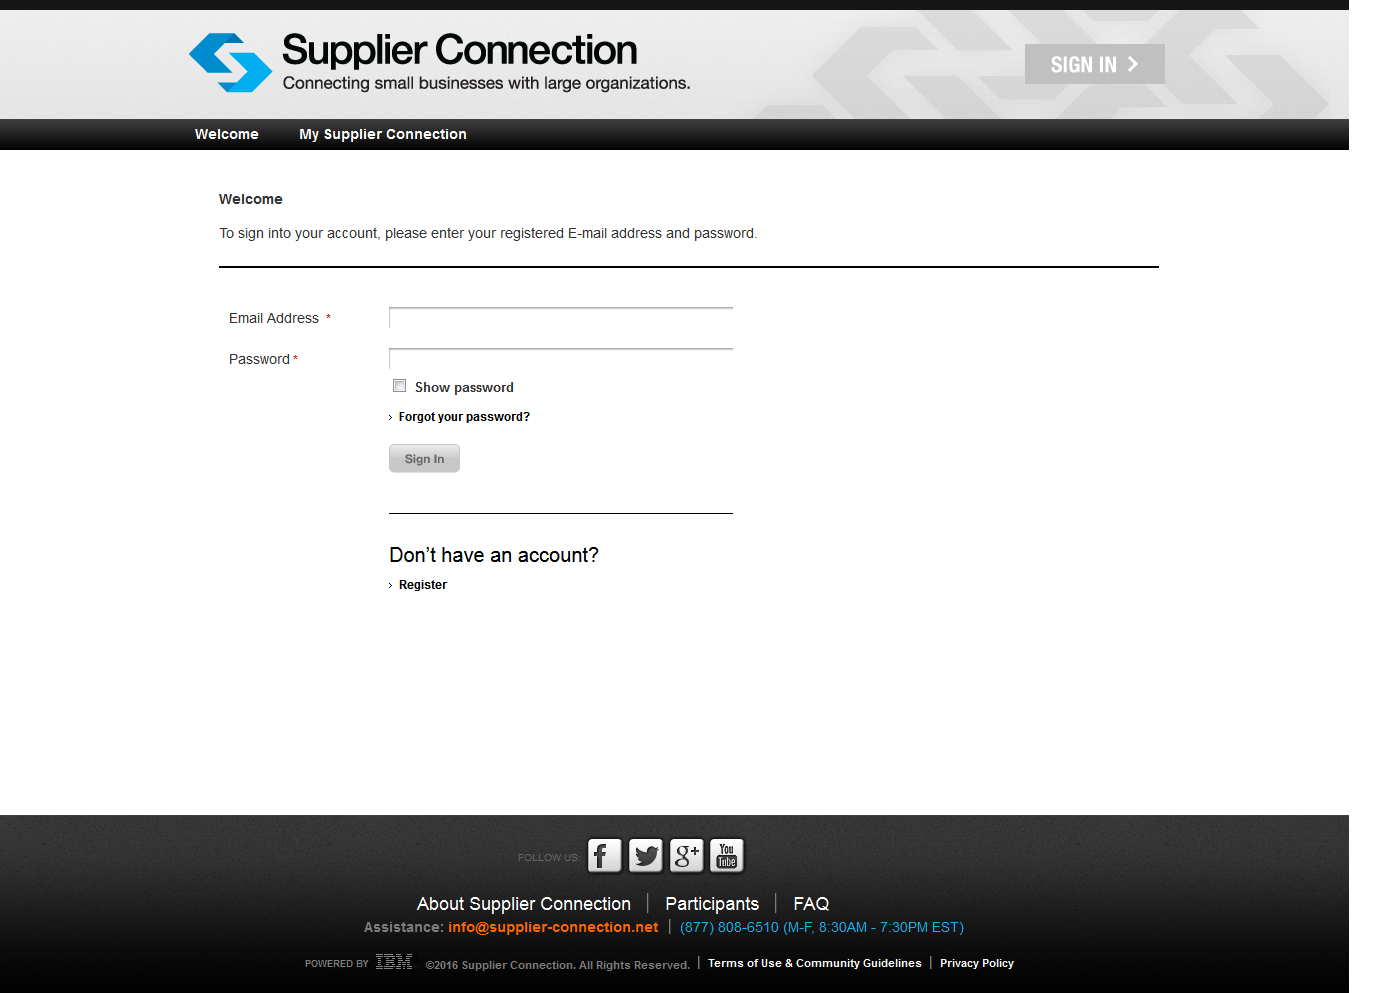 Supplier Connection
Connecting small businesses with large organizations.
SIGN IN
Welcome My Supplier Connection
Welcome
To sign into your account, please enter your registered E-mail address and password.
Email Address *
Password *
Show password
Forgot your password?
Sign In
Don't have an account?
Register
FOLLOW US: f g+ You Tube
About Supplier Connection | Participants | FAQ
Assistance: info@supplier-connection.net | (877) 808-6510 (M-F, 8:30AM - 7:30PM EST)
POWERED BY IBM ©2016 Supplier Connection. All Rights Reserved. | Terms of Use & Community Guidelines | Privacy Policy